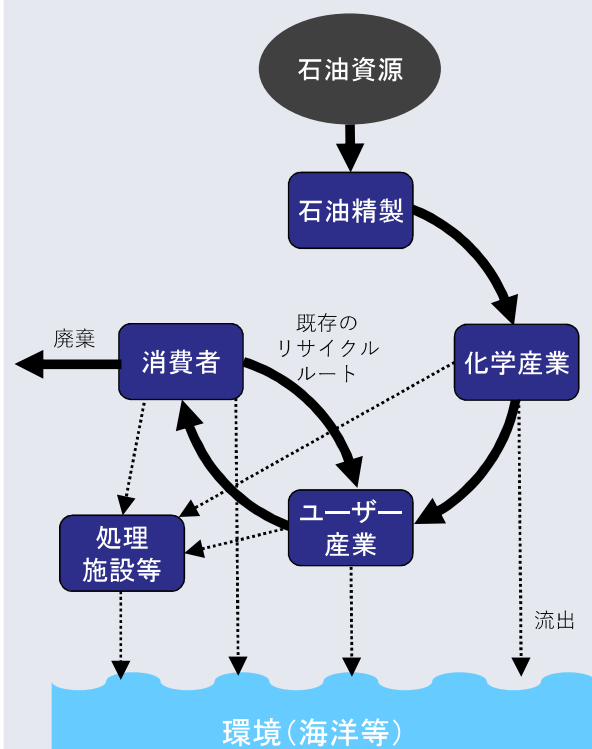 石油資源
石油精製
既存の
リサイクル
ルート
廃棄
消費者
化学産業
ユーザー
産業
処理
施設等
流出
環境(海洋等)